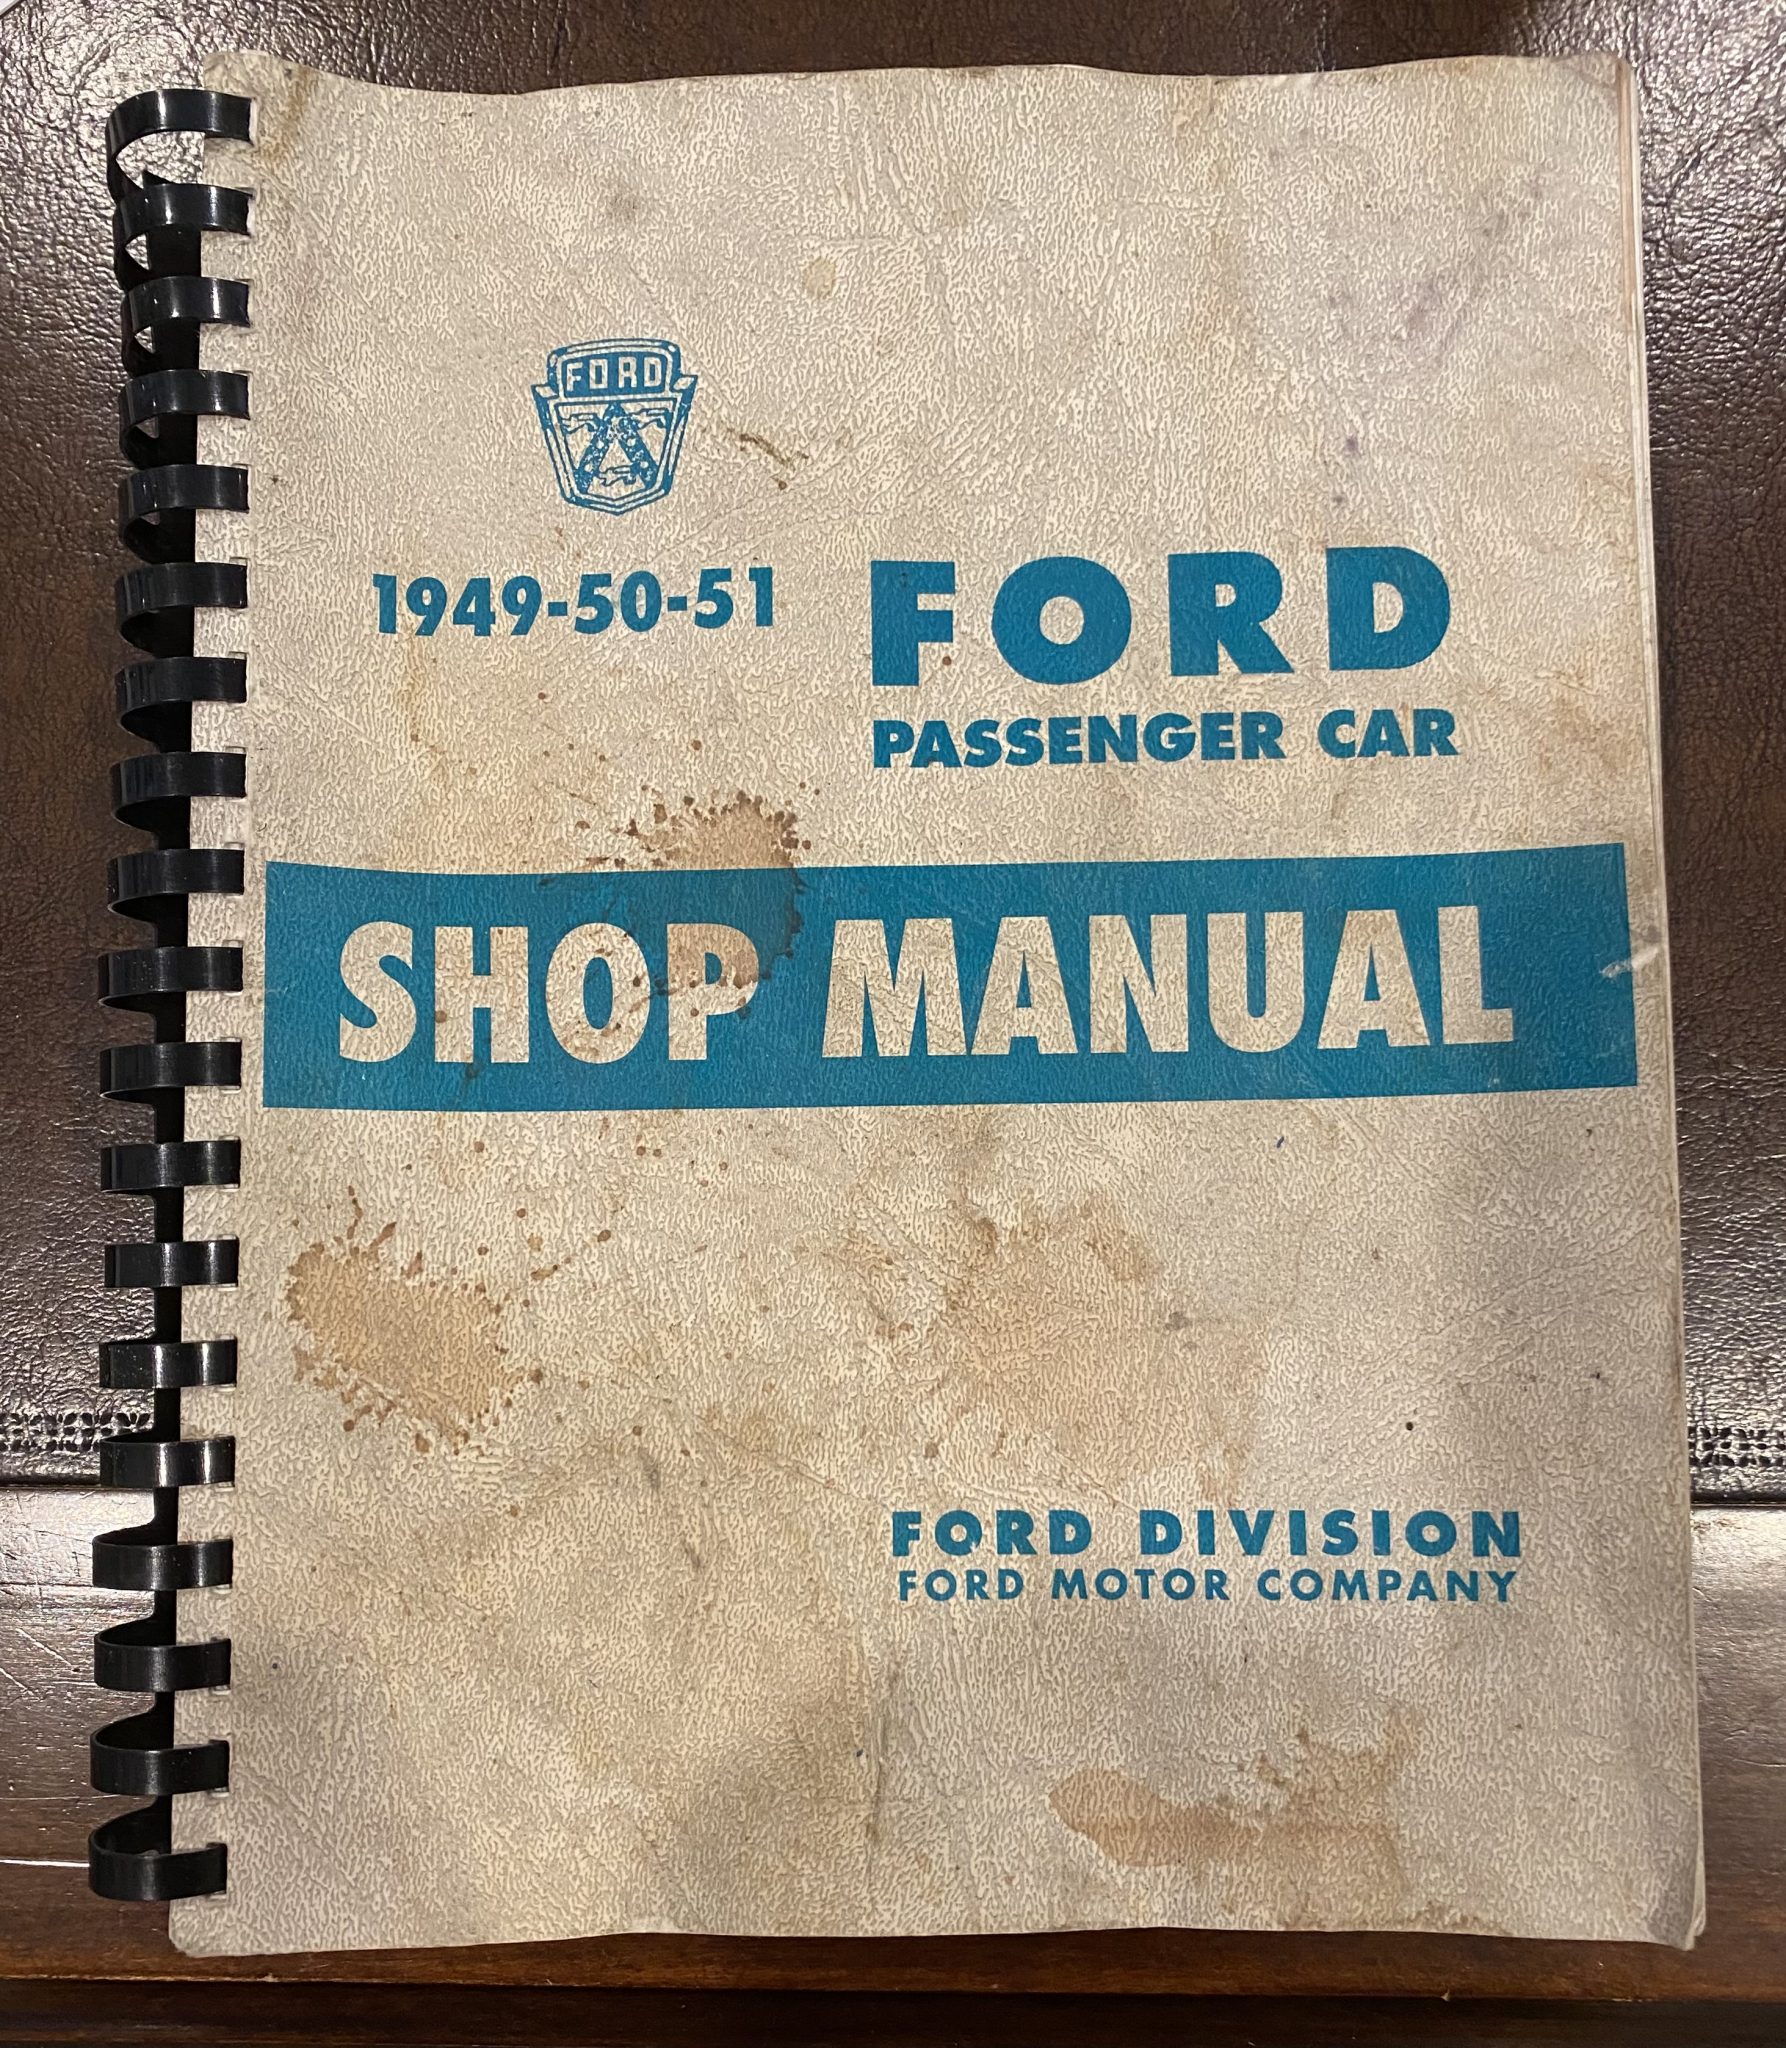 FORD
1949-50-51
FORD
PASSENGER CAR
SHOP MANUAL
FORD DIVISION
FORD MOTOR COMPANY